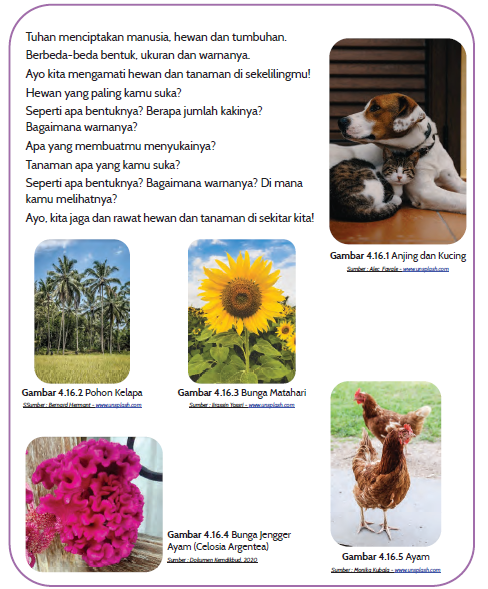 Tuhan menciptakan manusia, hewan dan tumbuhan.
Berbeda-beda bentuk, ukuran dan warnanya.
Ayo kita mengamati hewan dan tanaman di sekelilingmu!
Hewan yang paling kamu suka?
Seperti apa bentuknya? Berapa jumlah kakinya?
Bagaimana warnanya?
Apa yang membuatmu menyukainya?
Tanaman apa yang kamu suka?
Seperti apa bentuknya? Bagaimana warnanya? Di mana
kamu melihatnya?
Ayo, kita jaga dan rawat hewan dan tanaman di sekitar kita!
Gambar 4.16.1 Anjing dan Kucing
Sumber : Alec Favale - www.unsplash.com
Gambar 4.16.2 Pohon Kelapa
SSumber : Bernard Hermant - www.unsplash.com
Gambar 4.16.3 Bunga Matahari
Sumber : Yoori - www.unsplash.com
Gambar 4.16.4 Bunga Jengger
Ayam (Celosia Argentea)
Sumber : Dokumen Kemdikbud, 2020
Gambar 4.16.5 Ayam
Sumber : Monika Kubala - www.unsplash.com